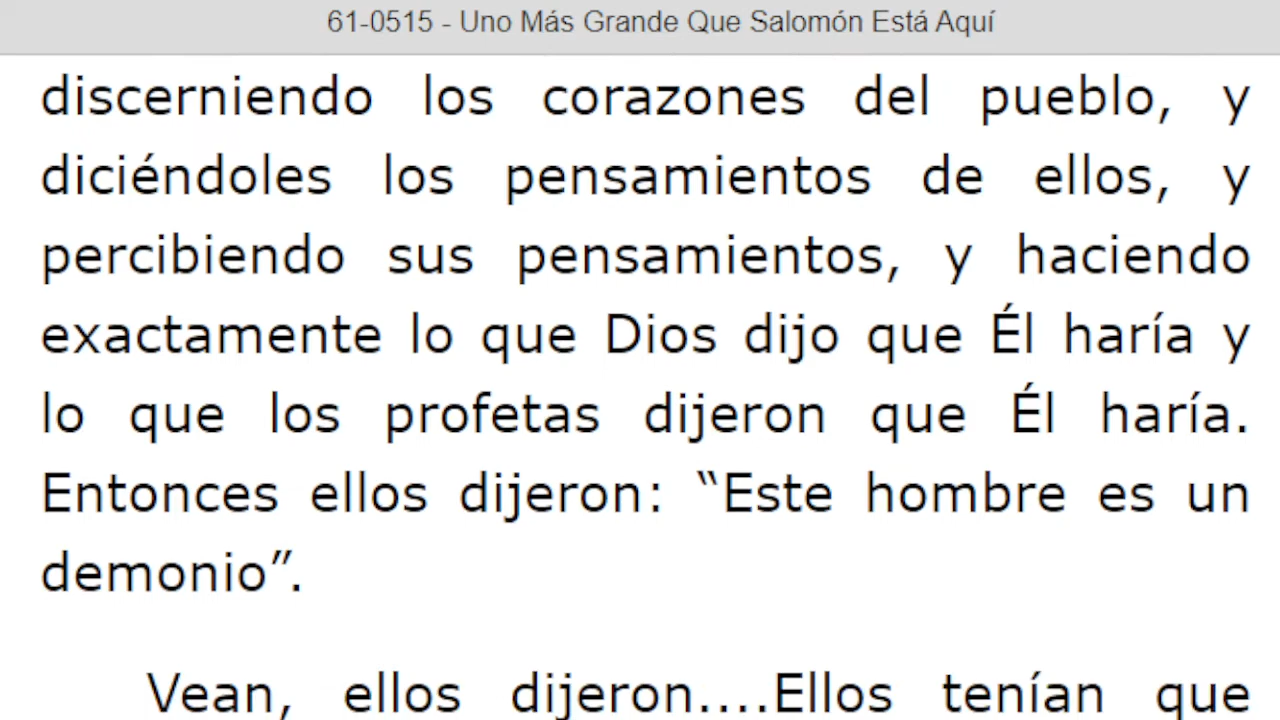 61-0515 - Uno Más Grande Que Salomón Está Aquí
discerniendo los corazones del pueblo, y
diciéndoles los pensamientos de ellos, y
percibiendo sus pensamientos, y haciendo
exactamente lo que Dios dijo que Él haría y
lo que los profetas dijeron que Él haría.
Entonces ellos dijeron: “Este hombre es un
demonio”.
Vean, ellos dijeron....Ellos tenían que